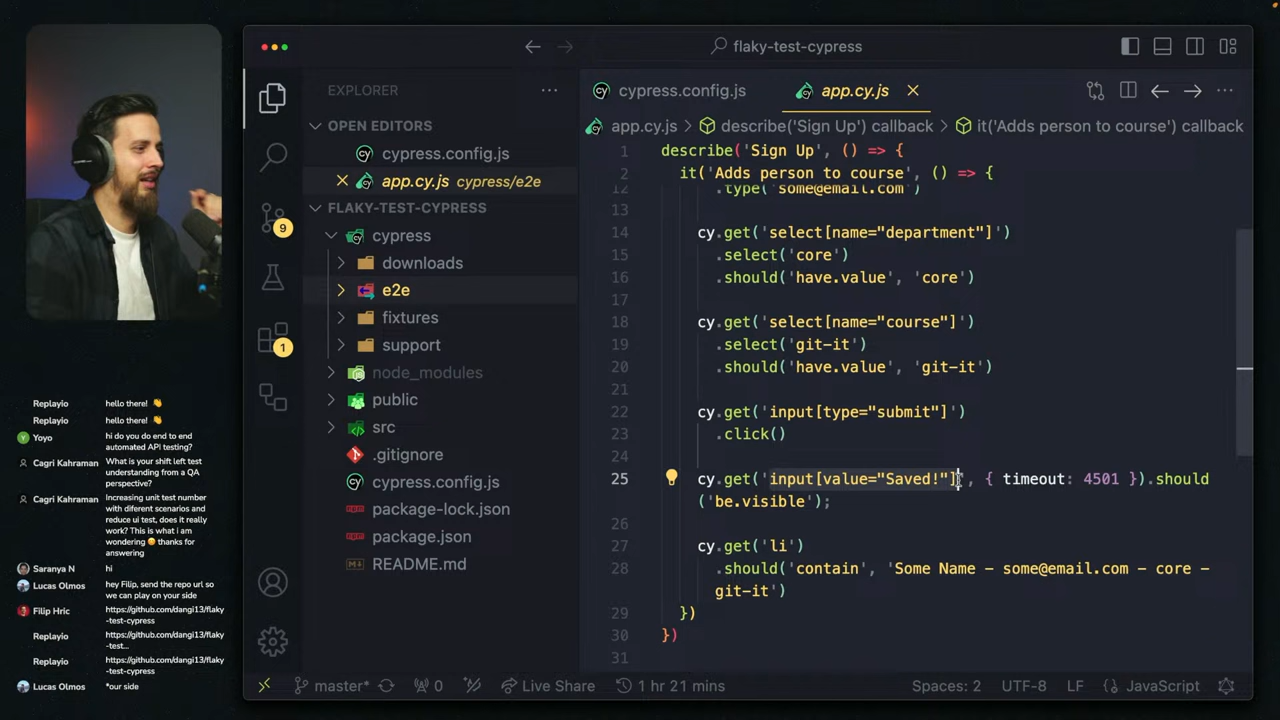 flaky-test-cypress
EXPLORER
OPEN EDITORS
cypress.config.js
app.cy.js cypress/e2e
FLAKY-TEST-CYPRESS
cypress
downloads
e2e
fixtures
support
node_modules
public
src
.gitignore
cypress.config.js
package-lock.json
package.json
README.md
9
1
cypress.config.js
app.cy.js
app.cy.js > describe('Sign Up') callback > it('Adds person to course') callback
1 describe('Sign Up', () => {
2 it('Adds person to course', () => {
12 .type('some@email.com')
13
14 cy.get('select[name="department"]')
15 .select('core')
16 .should('have.value', 'core')
17
18 cy.get('select[name="course"]')
19 .select('git-it')
20 .should('have.value', 'git-it')
21
22 cy.get('input[type="submit"]')
23 .click()
24
25 cy.get('input[value="Saved!"]', { timeout: 4501 }).should
('be.visible');
26
27 cy.get('li')
28 .should('contain', 'Some Name - some@email.com - core -
git-it')
29 })
30 })
31
Replayio hello there! 👋
Replayio hello there! 👋
Yoyo hi do you do end to end
automated API testing?
Cagri Kahraman What is your shift left test
understanding from a QA
perspective?
Cagri Kahraman Increasing unit test number
with diferent scenarios and
reduce ui test, does it really
work? This is what i am
wondering 😊 thanks for
answering
Saranya N hi
Lucas Olmos hey Filip, send the repo url so
we can play on your side
Filip Hric https://github.com/dangi13/flaky
-test-cypress
Replayio https://github.com/dangi13/flaky
-test...
Replayio https://github.com/dangi13/flaky
-test-cypress
Lucas Olmos *our side
master* 0 Live Share 1 hr 21 mins Spaces: 2 UTF-8 LF JavaScript